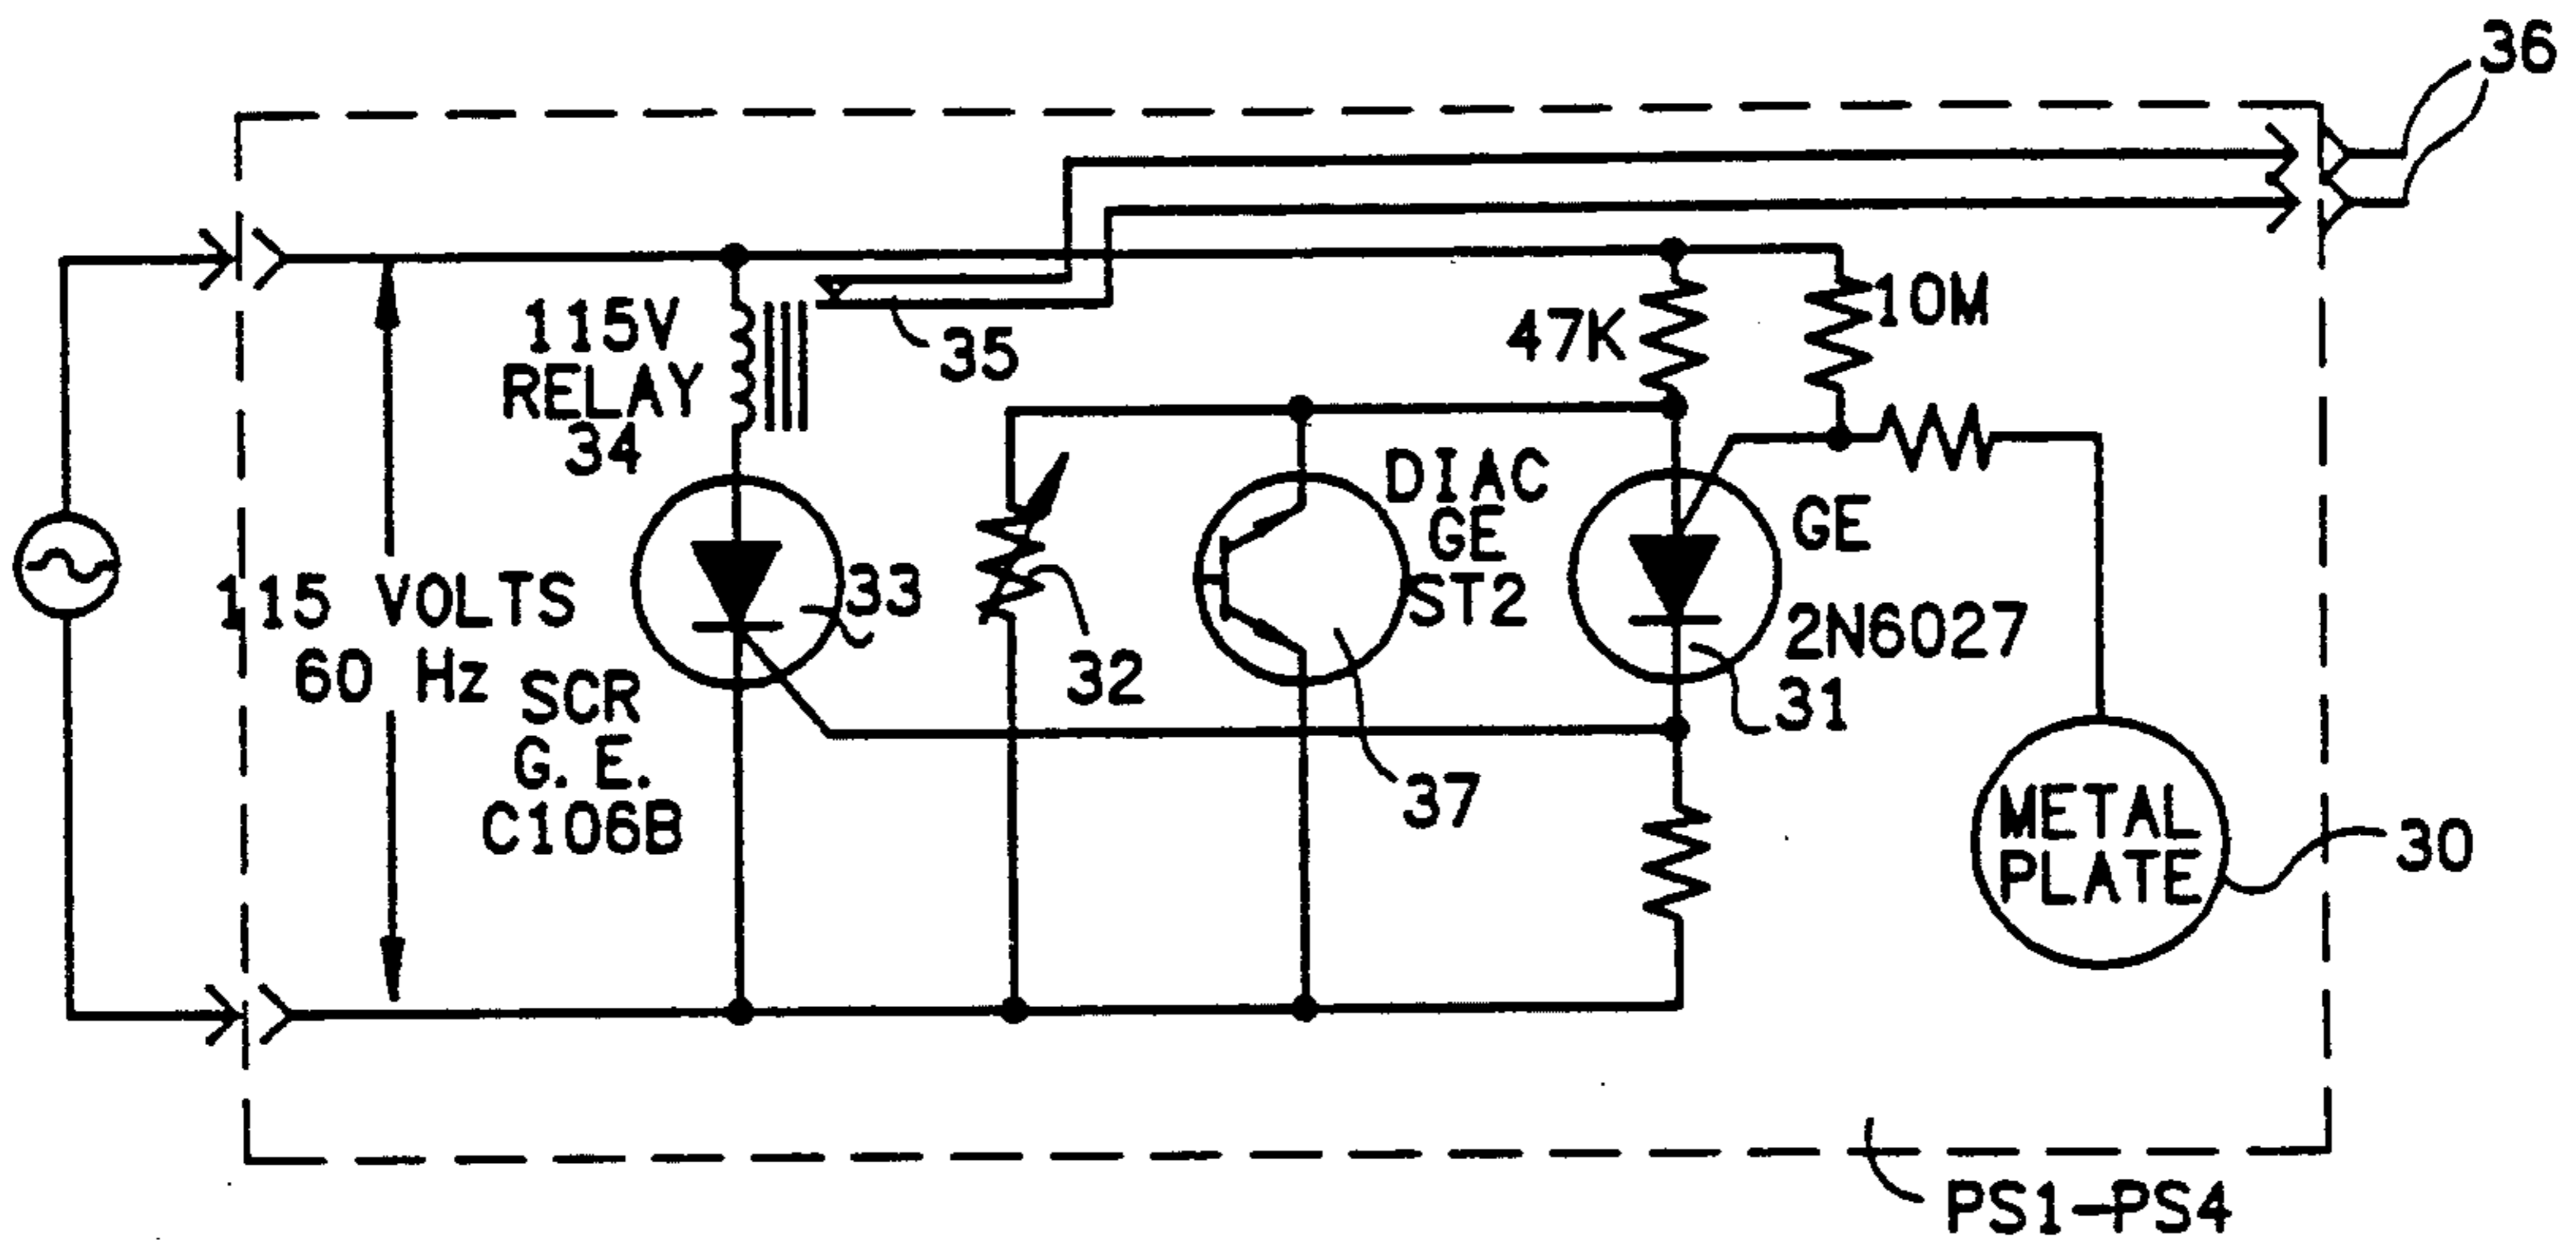 36
115V
RELAY
34
35
47K
10M
DIAC
GE
ST2
GE
2N6027
31
33
32
37
115 VOLTS
60 Hz
SCR
G. E.
C106B
METAL
PLATE
30
PS1-PS4